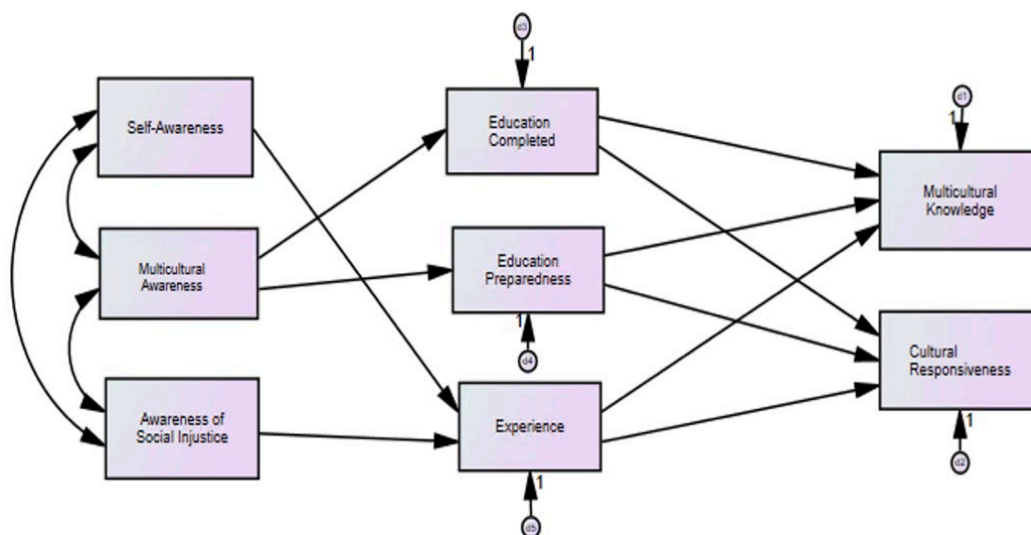 d3
1
Self-Awareness
Education
Completed
d1
1
Multicultural
Knowledge
Multicultural
Awareness
Education
Preparedness
1
d4
Cultural
Responsiveness
1
d2
Awareness of
Social Injustice
Experience
1
d5